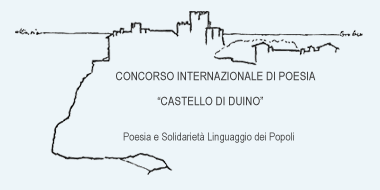 CONCORSO INTERNAZIONALE DI POESIA
“CASTELLO DI DUINO”
Poesia e Solidarietà Linguaggio dei Popoli